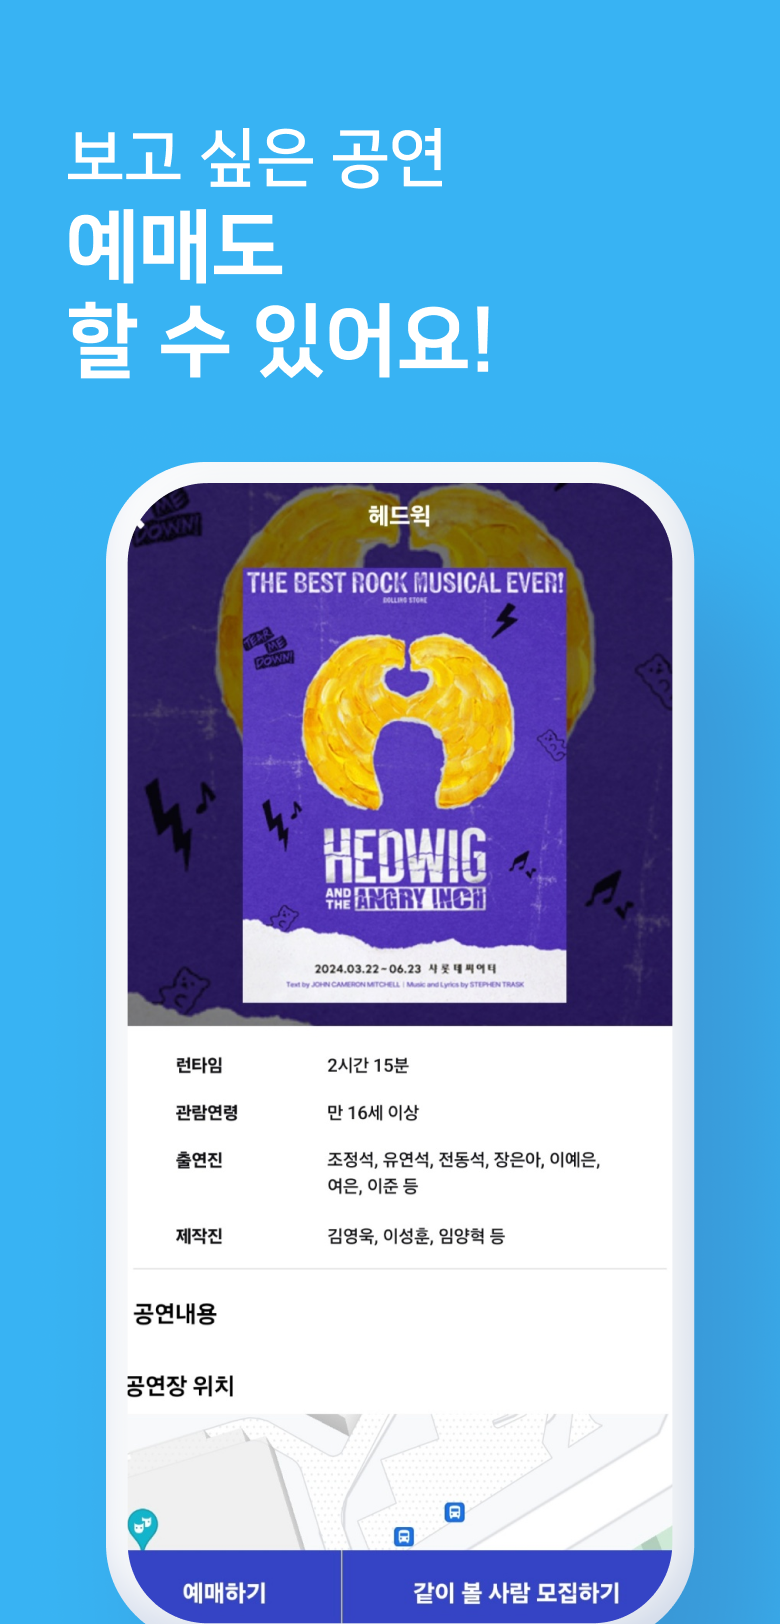 보고 싶은 공연
예매도
할 수 있어요!
헤드윅
ME
DOWN!
THE BEST ROCK MUSICAL EVER!
ROLLING STONE
TEAR
ME
DOWN!
HEDWIG
AND THE ANGRY INCH
2024.03.22~06.23 샤롯데씨어터
Text by JOHN CAMERON MITCHELL | Music and Lyrics by STEPHEN TRASK
런타임 2시간 15분
관람연령 만 16세 이상
출연진 조정석, 유연석, 전동석, 장은아, 이예은,
여은, 이준 등
제작진 김영욱, 이성훈, 임양혁 등
공연내용
공연장 위치
예매하기 같이 볼 사람 모집하기